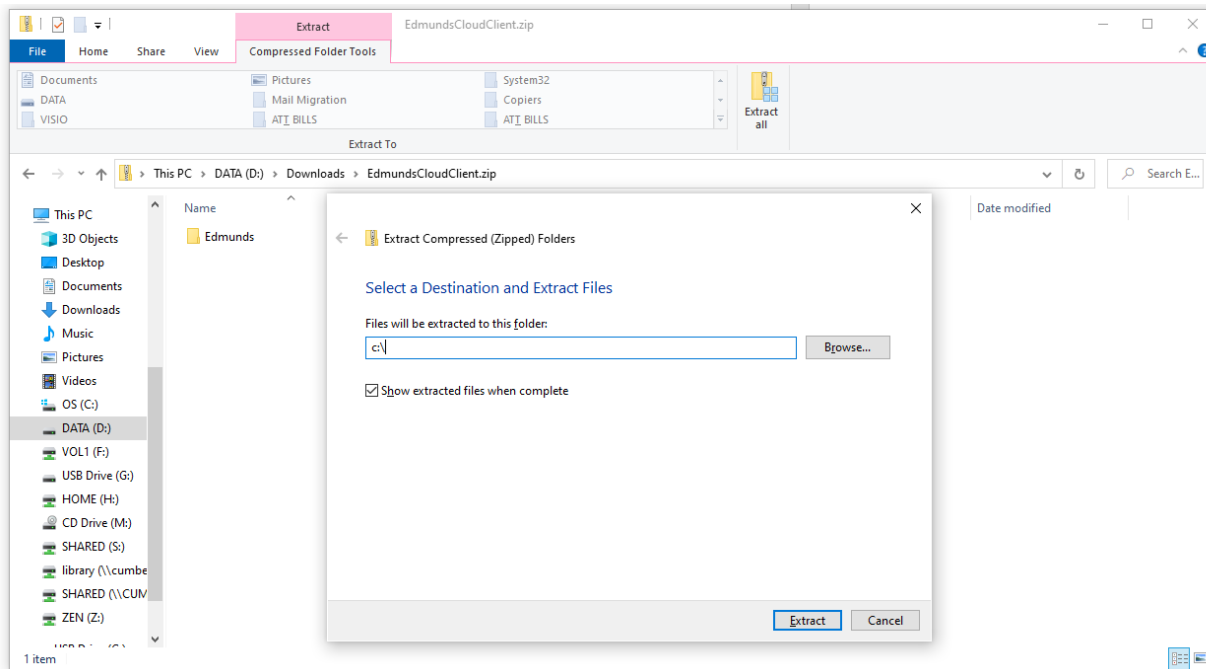 Extract EdmundsCloudClient.zip
File Home Share View Compressed Folder Tools
Documents Pictures System32
DATA Mail Migration Copiers
VISIO ATT BILLS ATT BILLS
Extract all
Extract To
This PC › DATA (D:) › Downloads › EdmundsCloudClient.zip Search E...
This PC
3D Objects
Desktop
Documents
Downloads
Music
Pictures
Videos
OS (C:)
DATA (D:)
VOL1 (F:)
USB Drive (G:)
HOME (H:)
CD Drive (M:)
SHARED (S:)
library (\\cumbe
SHARED (\\CUM
ZEN (Z:)
Name Date modified
Edmunds
Extract Compressed (Zipped) Folders
Select a Destination and Extract Files
Files will be extracted to this folder:
c:\ Browse...
Show extracted files when complete
Extract Cancel
1 item